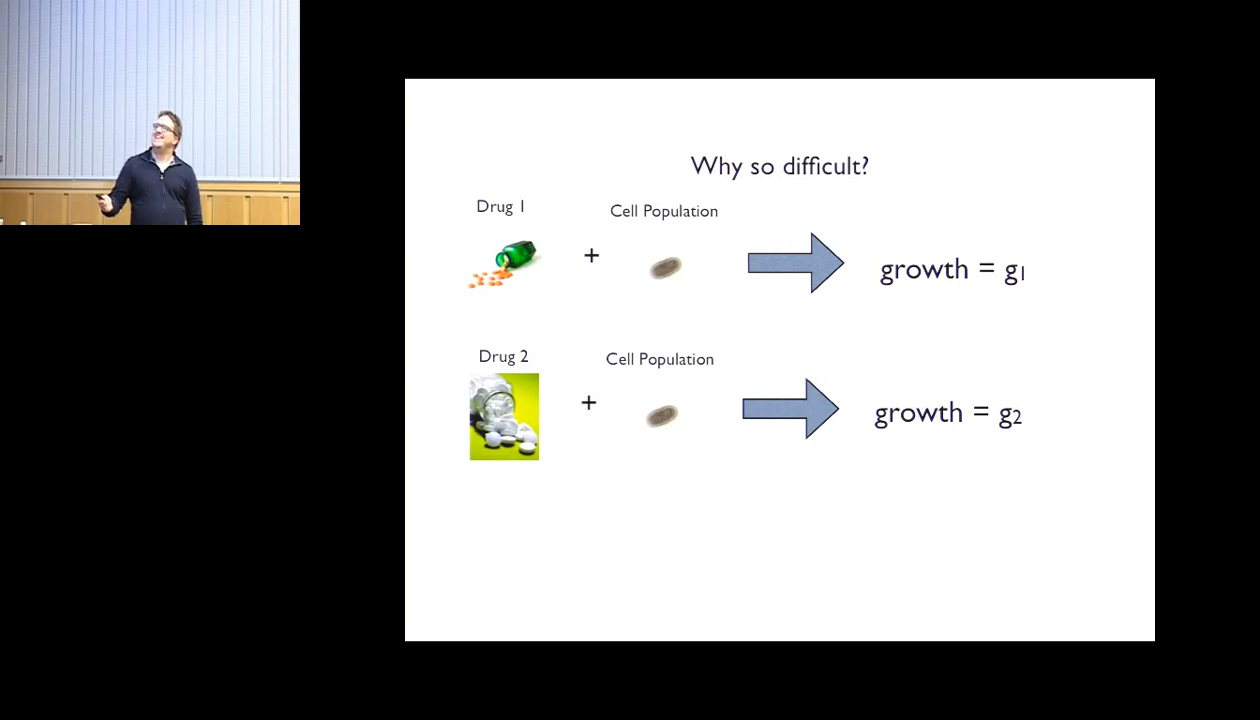 Why so difficult?
Drug 1
Cell Population
+
growth = g1
Drug 2
Cell Population
+
growth = g2